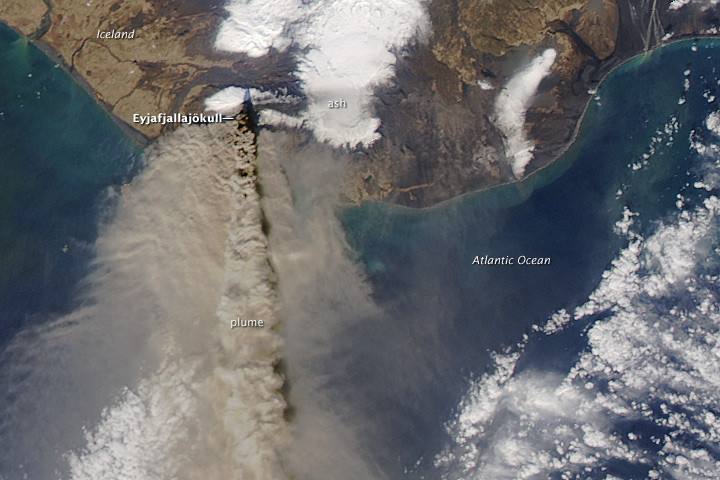 Iceland
ash
Eyjafjallajökull
Atlantic Ocean
plume